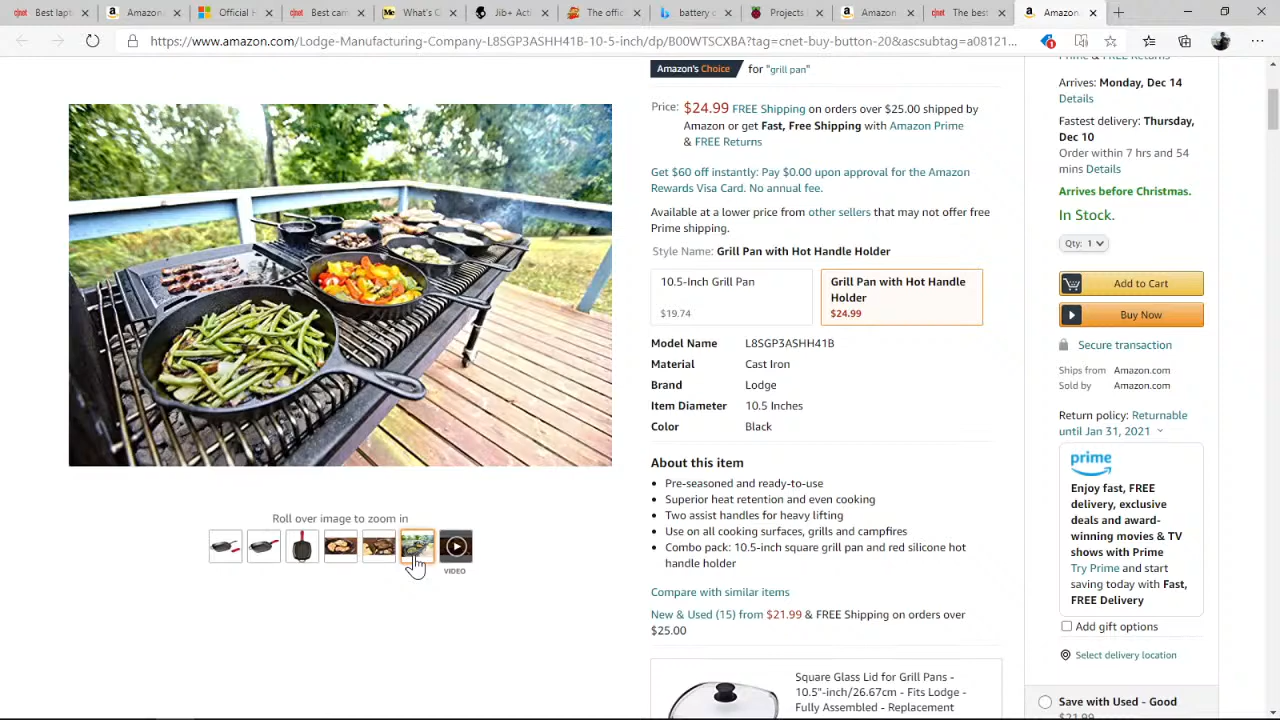 Best lapt
Amazon
Official H
Best cam
What's C
Jib+ Acti
The offic
battery c
Projects
Amazon
The best
Amazon
https://www.amazon.com/Lodge-Manufacturing-Company-L8SGP3ASHH41B-10-5-inch/dp/B00WTSCXBA?tag=cnet-buy-button-20&ascsubtag=a08121...
Amazon's Choice for "grill pan"
Price: $24.99 FREE Shipping on orders over $25.00 shipped by
Amazon or get Fast, Free Shipping with Amazon Prime
& FREE Returns
Get $60 off instantly: Pay $0.00 upon approval for the Amazon
Rewards Visa Card. No annual fee.
Available at a lower price from other sellers that may not offer free
Prime shipping.
Style Name: Grill Pan with Hot Handle Holder
10.5-Inch Grill Pan
$19.74
Grill Pan with Hot Handle
Holder
$24.99
Model Name L8SGP3ASHH41B
Material Cast Iron
Brand Lodge
Item Diameter 10.5 Inches
Color Black
About this item
Pre-seasoned and ready-to-use
Superior heat retention and even cooking
Two assist handles for heavy lifting
Use on all cooking surfaces, grills and campfires
Combo pack: 10.5-inch square grill pan and red silicone hot
handle holder
Compare with similar items
New & Used (15) from $21.99 & FREE Shipping on orders over
$25.00
Square Glass Lid for Grill Pans -
10.5"-inch/26.67cm - Fits Lodge -
Fully Assembled - Replacement
Roll over image to zoom in
VIDEO
Prime & FREE Returns
Arrives: Monday, Dec 14
Details
Fastest delivery: Thursday,
Dec 10
Order within 7 hrs and 54
mins Details
Arrives before Christmas.
In Stock.
Qty: 1
Add to Cart
Buy Now
Secure transaction
Ships from Amazon.com
Sold by Amazon.com
Return policy: Returnable
until Jan 31, 2021
prime
Enjoy fast, FREE
delivery, exclusive
deals and award-
winning movies & TV
shows with Prime
Try Prime and start
saving today with Fast,
FREE Delivery
Add gift options
Select delivery location
Save with Used - Good
$21.99